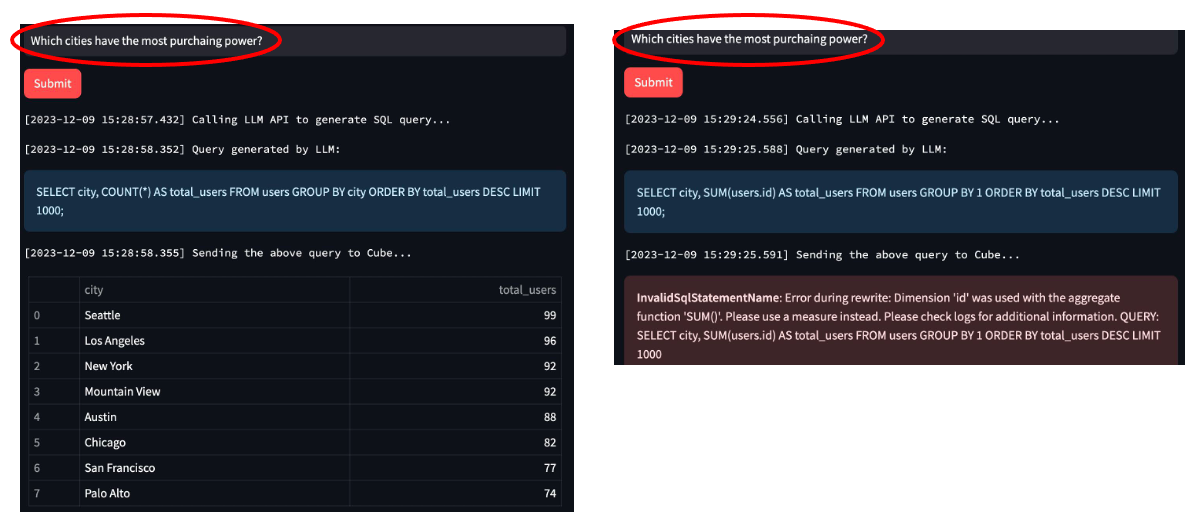 Which cities have the most purchaing power?
Submit
[2023-12-09 15:28:57.432] Calling LLM API to generate SQL query...
[2023-12-09 15:28:58.352] Query generated by LLM:
SELECT city, COUNT(*) AS total_users FROM users GROUP BY city ORDER BY total_users DESC LIMIT
1000;
[2023-12-09 15:28:58.355] Sending the above query to Cube...
city total_users
0 Seattle 99
1 Los Angeles 96
2 New York 92
3 Mountain View 92
4 Austin 88
5 Chicago 82
6 San Francisco 77
7 Palo Alto 74
Which cities have the most purchaing power?
Submit
[2023-12-09 15:29:24.556] Calling LLM API to generate SQL query...
[2023-12-09 15:29:25.588] Query generated by LLM:
SELECT city, SUM(users.id) AS total_users FROM users GROUP BY 1 ORDER BY total_users DESC LIMIT
1000;
[2023-12-09 15:29:25.591] Sending the above query to Cube...
InvalidSqlStatementName: Error during rewrite: Dimension 'id' was used with the aggregate
function 'SUM()'. Please use a measure instead. Please check logs for additional information. QUERY:
SELECT city, SUM(users.id) AS total_users FROM users GROUP BY 1 ORDER BY total_users DESC LIMIT
1000